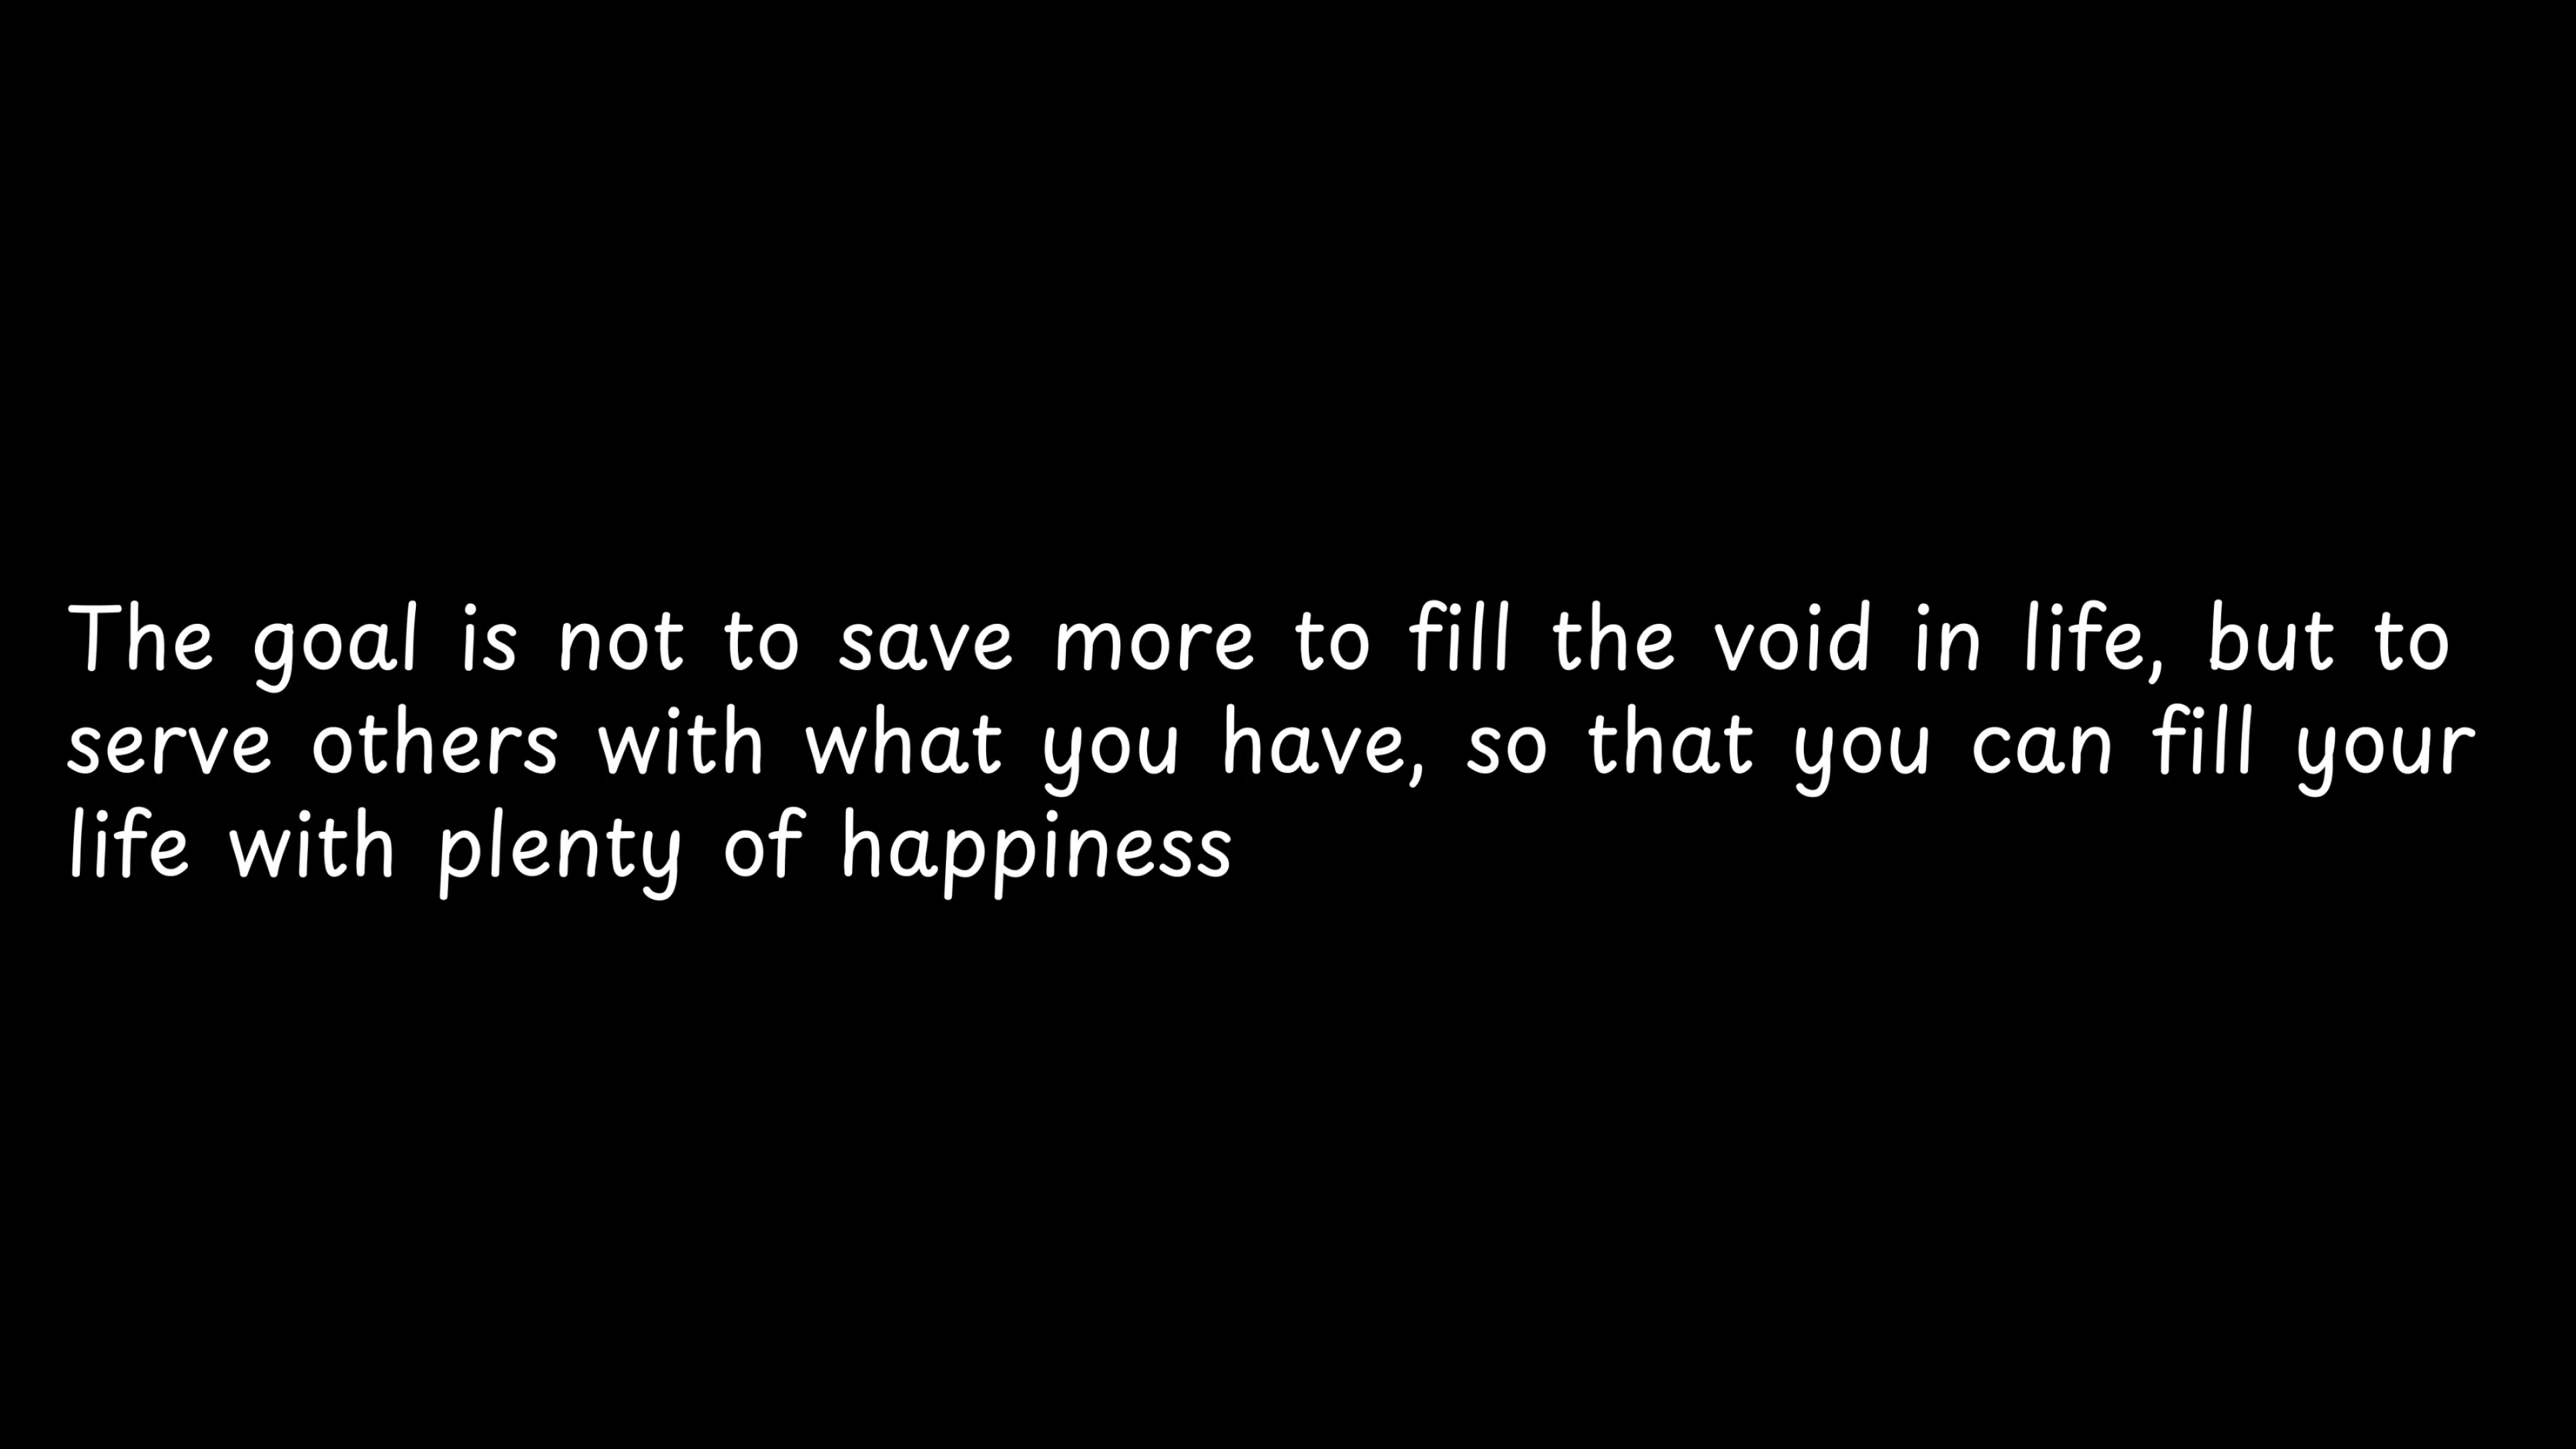 The goal is not to save more to fill the void in life, but to
serve others with what you have, so that you can fill your
life with plenty of happiness